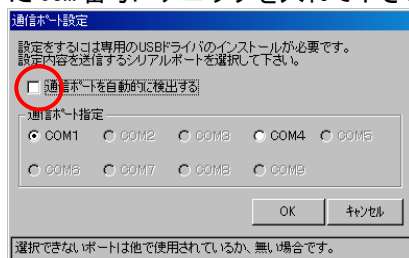 通信ポート設定
設定をするには専用のUSBドライバのインストールが必要です。
設定内容を送信するシリアルポートを選択して下さい。
通信ポートを自動的に検出する
通信ポート指定
COM1 COM2 COM3 COM4 COM5
COM6 COM7 COM8 COM9
OK キャンセル
選択できないポートは他で使用されているか、無い場合です。